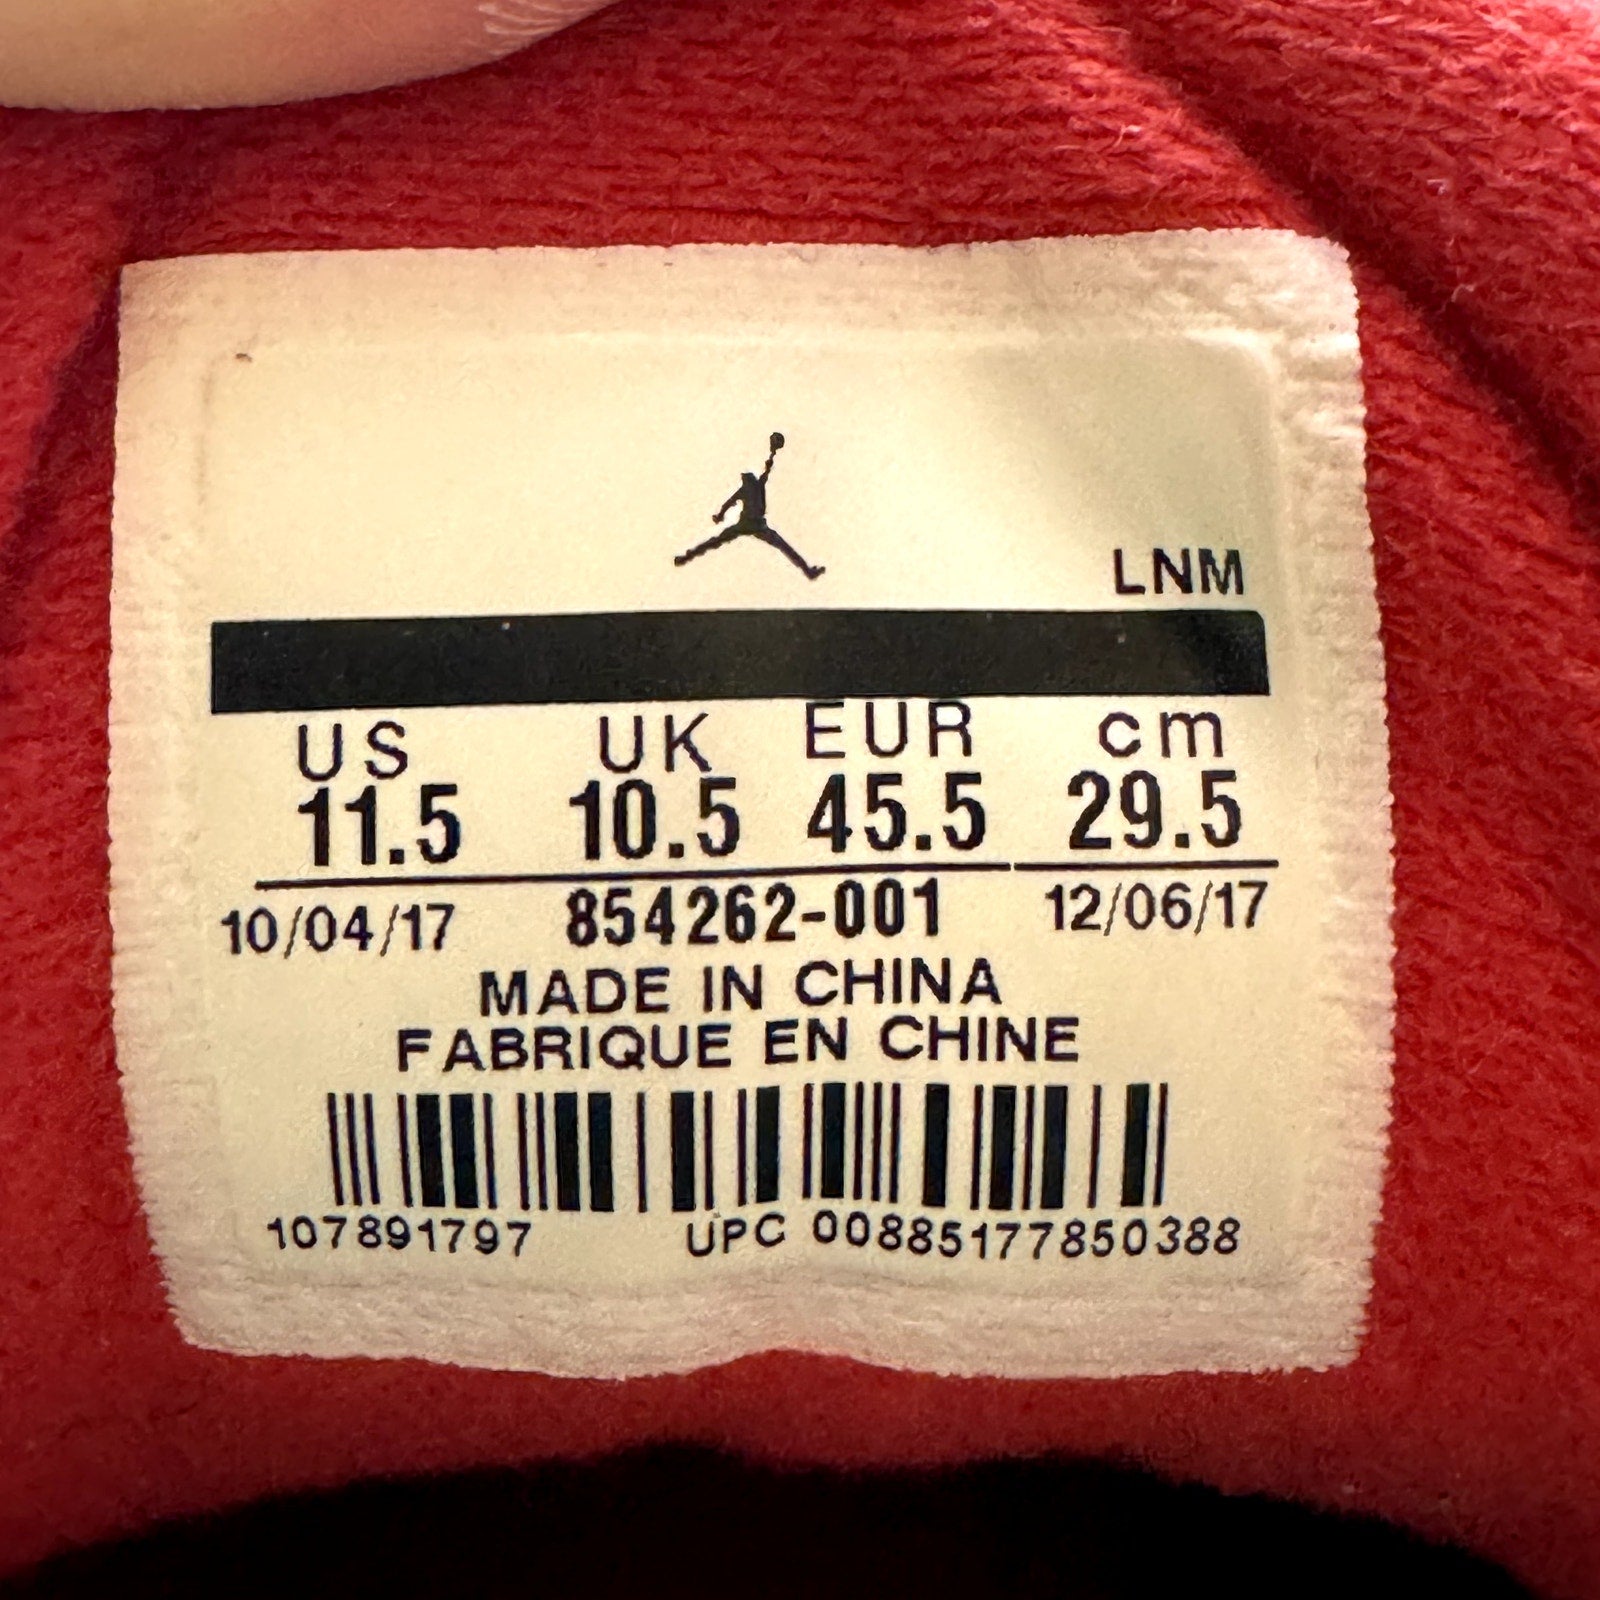 LNM
US UK EUR cm
11.5 10.5 45.5 29.5
10/04/17 854262-001 12/06/17
MADE IN CHINA
FABRIQUE EN CHINE
107891797 UPC 00885177850388